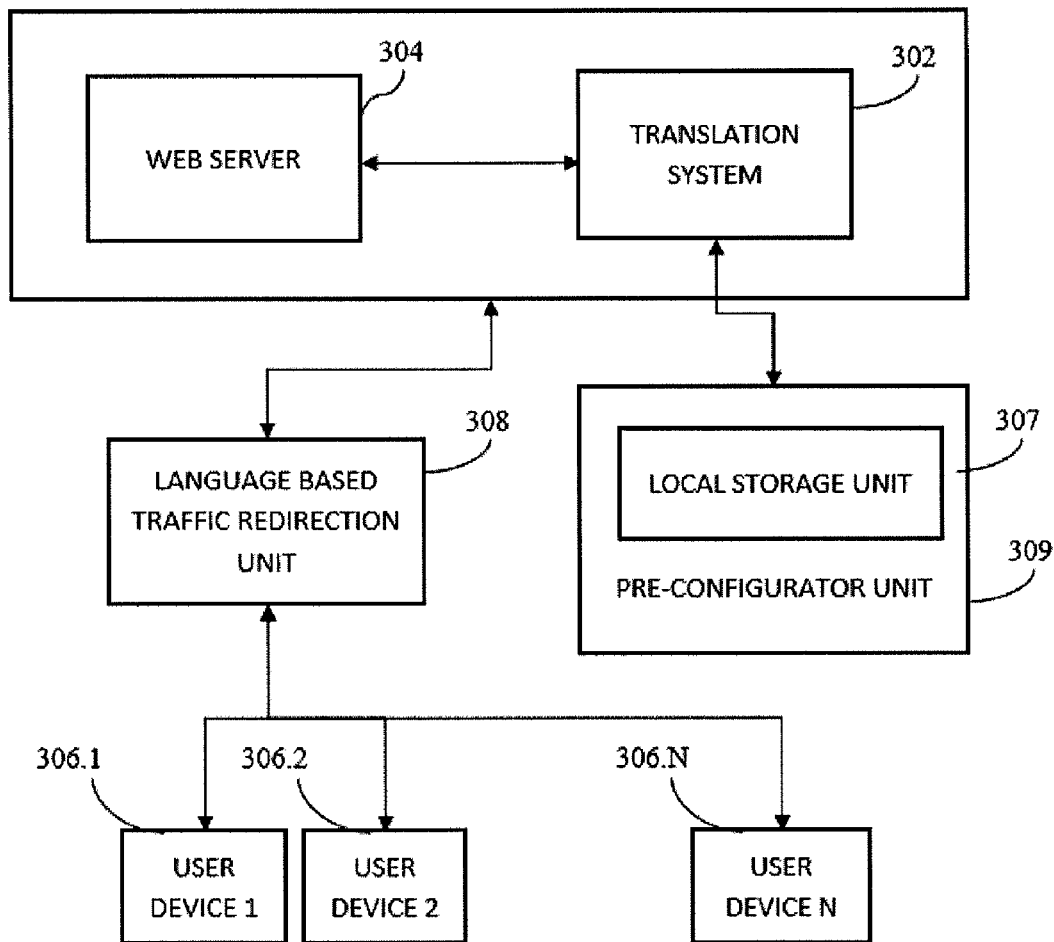 304
302
WEB SERVER
TRANSLATION
SYSTEM
308
307
LANGUAGE BASED
TRAFFIC REDIRECTION
UNIT
LOCAL STORAGE UNIT
309
PRE-CONFIGURATOR UNIT
306.1
306.2
306.N
USER
DEVICE 1
USER
DEVICE 2
USER
DEVICE N